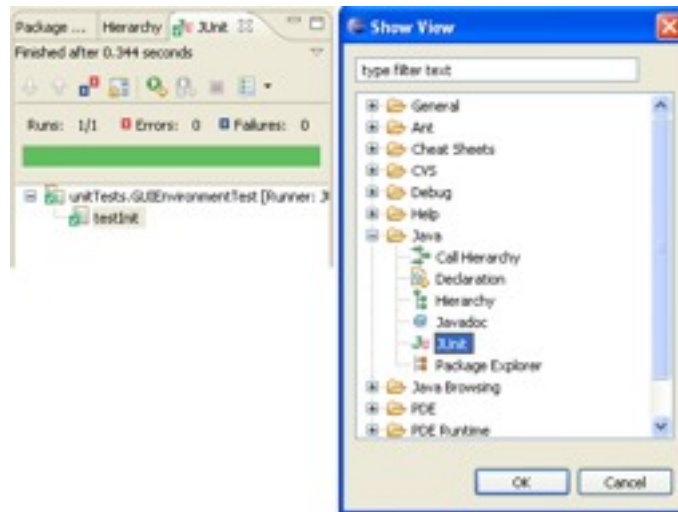 Package ... Hierarchy JUnit
Finished after 0.344 seconds
Runs: 1/1 Errors: 0 Failures: 0
unitTests.GUIEnvironmentTest [Runner: J
testInit
Show View
type filter text
General
Ant
Cheat Sheets
CVS
Debug
Help
Java
Call Hierarchy
Declaration
Hierarchy
Javadoc
JUnit
Package Explorer
Java Browsing
PDE
PDE Runtime
OK Cancel